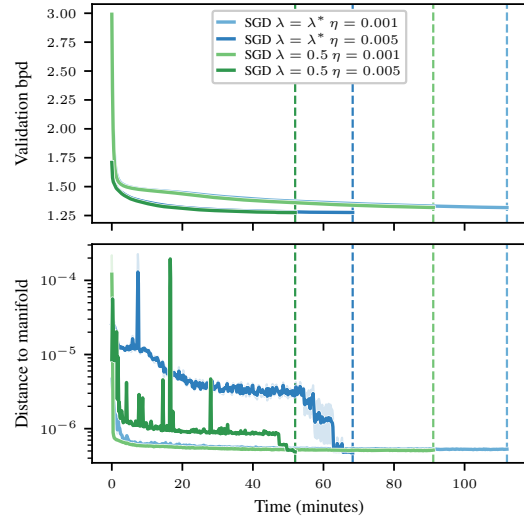 3.00
2.75
2.50
2.25
2.00
1.75
1.50
1.25
Validation bpd
SGD λ = λ* η = 0.001
SGD λ = λ* η = 0.005
SGD λ = 0.5 η = 0.001
SGD λ = 0.5 η = 0.005
10⁻⁴
10⁻⁵
10⁻⁶
Distance to manifold
0 20 40 60 80 100
Time (minutes)